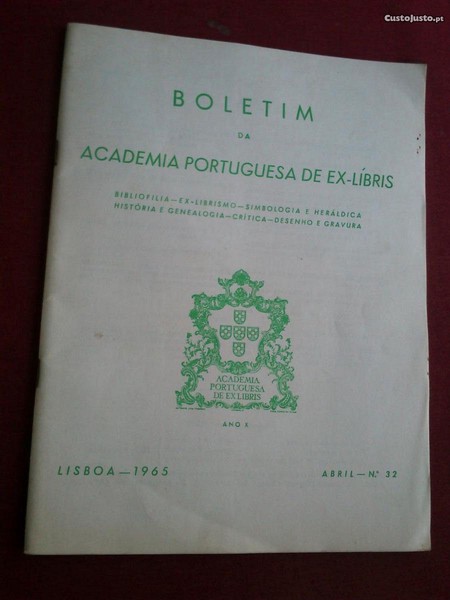 CustoJusto.pt
BOLETIM
DA
ACADEMIA PORTUGUESA DE EX-LÍBRIS
BIBLIOFILIA—EX-LIBRISMO—SIMBOLOGIA E HERÁLDICA
HISTÓRIA E GENEALOGIA—CRÍTICA—DESENHO E GRAVURA
ACADEMIA
PORTUGUESA
DE EX LIBRIS
ANO X
LISBOA—1965
ABRIL—N.º 32